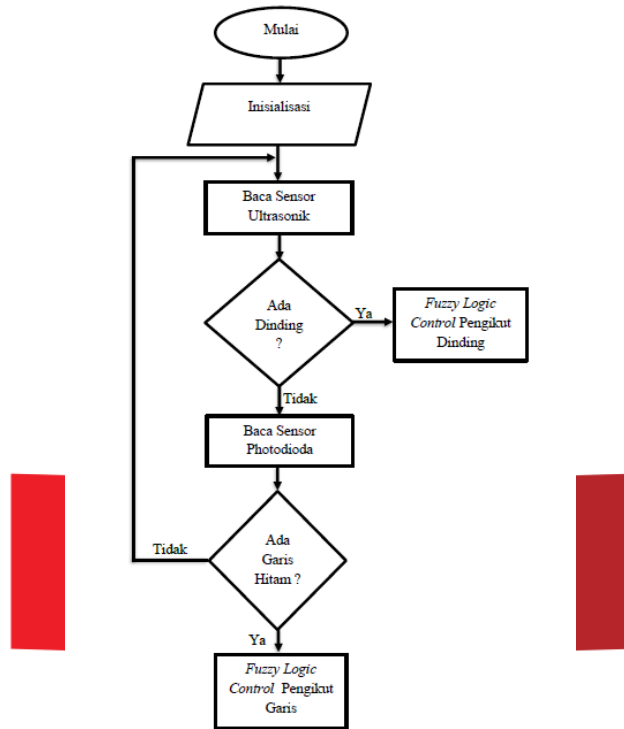 Mulai
Inisialisasi
Baca Sensor
Ultrasonik
Ada
Dinding
?
Ya
Fuzzy Logic
Control Pengikut
Dinding
Tidak
Baca Sensor
Photodioda
Ada
Garis
Hitam ?
Tidak
Ya
Fuzzy Logic
Control Pengikut
Garis